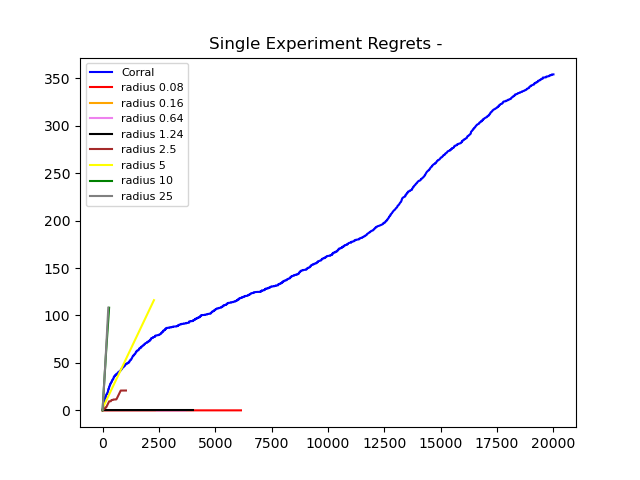 Single Experiment Regrets -
Corral
radius 0.08
radius 0.16
radius 0.64
radius 1.24
radius 2.5
radius 5
radius 10
radius 25
350
300
250
200
150
100
50
0
0 2500 5000 7500 10000 12500 15000 17500 20000